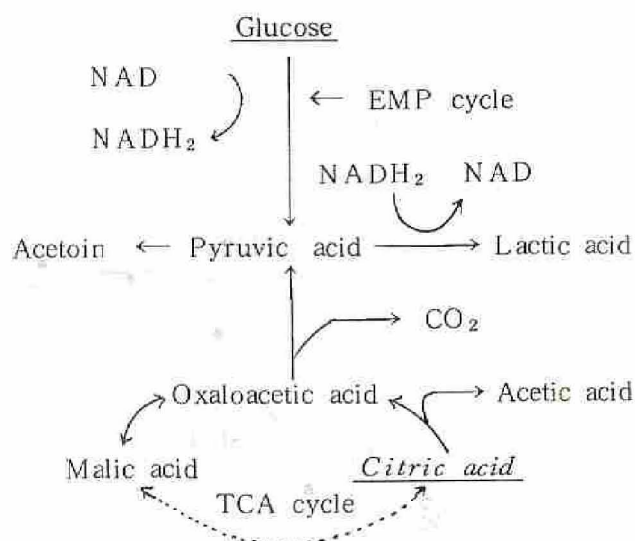 Glucose
NAD
EMP cycle
NADH₂
NADH₂ NAD
Acetoin Pyruvic acid Lactic acid
CO₂
Oxaloacetic acid Acetic acid
Malic acid Citric acid
TCA cycle